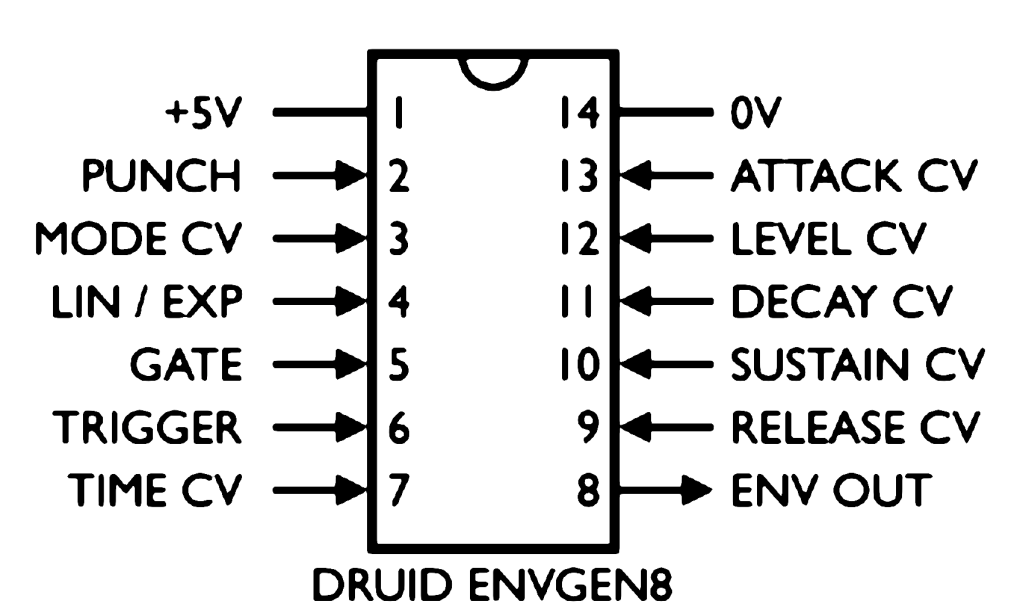 +5V 1 14 0V
PUNCH 2 13 ATTACK CV
MODE CV 3 12 LEVEL CV
LIN / EXP 4 11 DECAY CV
GATE 5 10 SUSTAIN CV
TRIGGER 6 9 RELEASE CV
TIME CV 7 8 ENV OUT
DRUID ENVGEN8